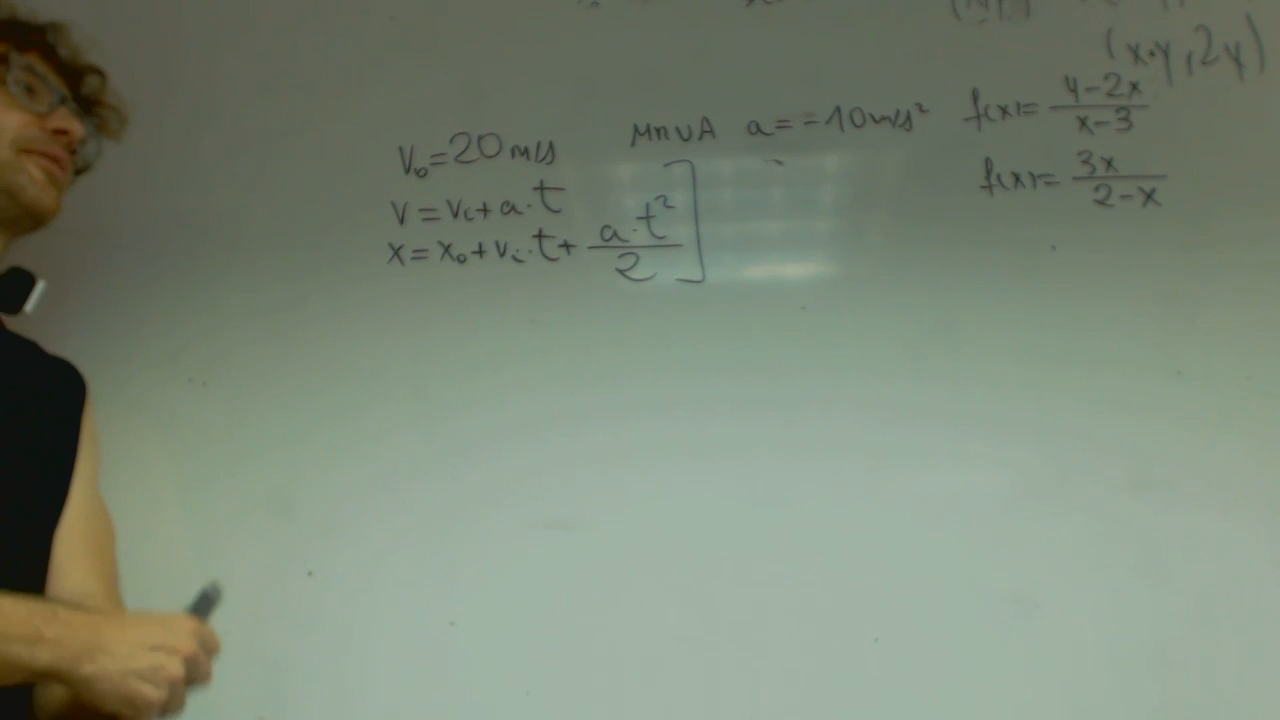 (x·y, 2y)
V₀=20 m/s MRUA a=-10 m/s²
v=v₀+a·t
x=x₀+v₀·t+a·t²/2
f(x)=4-2x/x-3
f(x)=3x/2-x